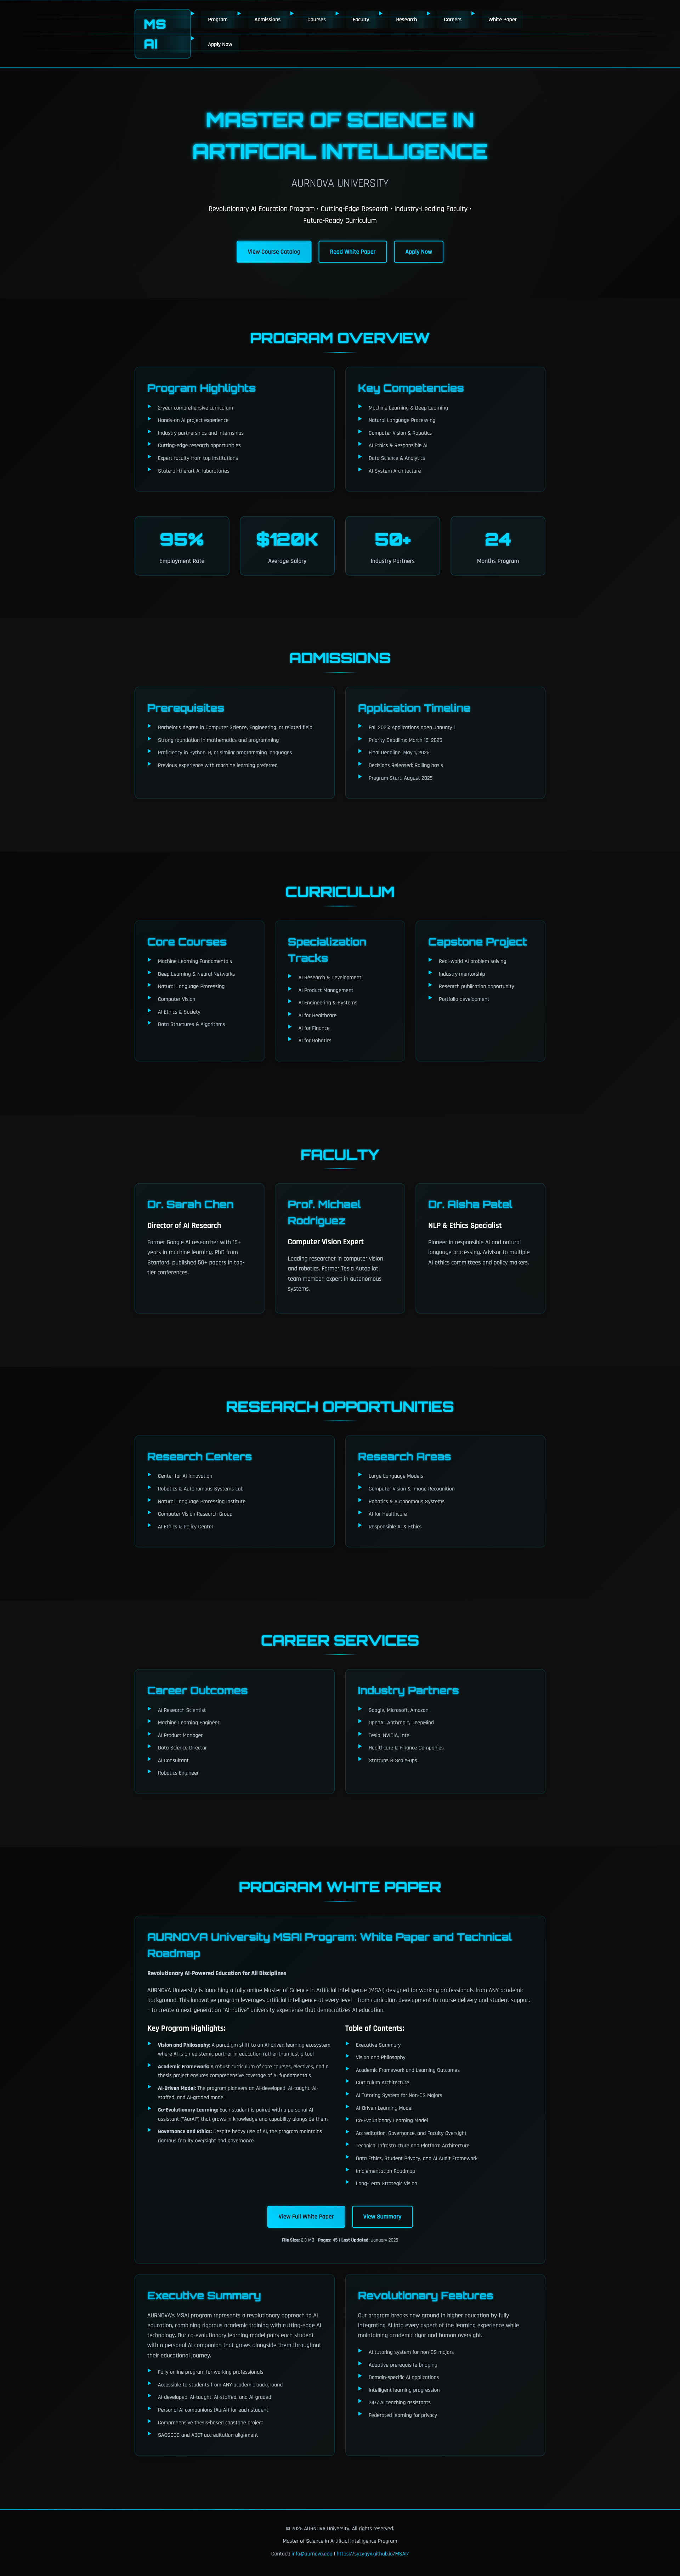 MS
AI
Program
Admissions
Courses
Faculty
Research
Careers
White Paper
Apply Now
MASTER OF SCIENCE IN
ARTIFICIAL INTELLIGENCE
AURNOVA UNIVERSITY
Revolutionary AI Education Program • Cutting-Edge Research • Industry-Leading Faculty •
Future-Ready Curriculum
View Course Catalog
Read White Paper
Apply Now
PROGRAM OVERVIEW
Program Highlights
2-year comprehensive curriculum
Hands-on AI project experience
Industry partnerships and internships
Cutting-edge research opportunities
Expert faculty from top institutions
State-of-the-art AI laboratories
Key Competencies
Machine Learning & Deep Learning
Natural Language Processing
Computer Vision & Robotics
AI Ethics & Responsible AI
Data Science & Analytics
AI System Architecture
95%
Employment Rate
$120K
Average Salary
50+
Industry Partners
24
Months Program
ADMISSIONS
Prerequisites
Bachelor's degree in Computer Science, Engineering, or related field
Strong foundation in mathematics and programming
Proficiency in Python, R, or similar programming languages
Previous experience with machine learning preferred
Application Timeline
Fall 2025: Applications open January 1
Priority Deadline: March 15, 2025
Final Deadline: May 1, 2025
Decisions Released: Rolling basis
Program Start: August 2025
CURRICULUM
Core Courses
Machine Learning Fundamentals
Deep Learning & Neural Networks
Natural Language Processing
Computer Vision
AI Ethics & Society
Data Structures & Algorithms
Specialization
Tracks
AI Research & Development
AI Product Management
AI Engineering & Systems
AI for Healthcare
AI for Finance
AI for Robotics
Capstone Project
Real-world AI problem solving
Industry mentorship
Research publication opportunity
Portfolio development
FACULTY
Dr. Sarah Chen
Director of AI Research
Former Google AI researcher with 15+
years in machine learning. PhD from
Stanford, published 50+ papers in top-
tier conferences.
Prof. Michael
Rodriguez
Computer Vision Expert
Leading researcher in computer vision
and robotics. Former Tesla Autopilot
team member, expert in autonomous
systems.
Dr. Aisha Patel
NLP & Ethics Specialist
Pioneer in responsible AI and natural
language processing. Advisor to multiple
AI ethics committees and policy makers.
RESEARCH OPPORTUNITIES
Research Centers
Center for AI Innovation
Robotics & Autonomous Systems Lab
Natural Language Processing Institute
Computer Vision Research Group
AI Ethics & Policy Center
Research Areas
Large Language Models
Computer Vision & Image Recognition
Robotics & Autonomous Systems
AI for Healthcare
Responsible AI & Ethics
CAREER SERVICES
Career Outcomes
AI Research Scientist
Machine Learning Engineer
AI Product Manager
Data Science Director
AI Consultant
Robotics Engineer
Industry Partners
Google, Microsoft, Amazon
OpenAI, Anthropic, DeepMind
Tesla, NVIDIA, Intel
Healthcare & Finance Companies
Startups & Scale-ups
PROGRAM WHITE PAPER
AURNOVA University MSAI Program: White Paper and Technical
Roadmap
Revolutionary AI-Powered Education for All Disciplines
AURNOVA University is launching a fully online Master of Science in Artificial Intelligence (MSAI) designed for working professionals from ANY academic
background. This innovative program leverages artificial intelligence at every level – from curriculum development to course delivery and student support
– to create a next-generation "AI-native" university experience that democratizes AI education.
Key Program Highlights:
Vision and Philosophy: A paradigm shift to an AI-driven learning ecosystem
where AI is an epistemic partner in education rather than just a tool
Academic Framework: A robust curriculum of core courses, electives, and a
thesis project ensures comprehensive coverage of AI fundamentals
AI-Driven Model: The program pioneers an AI-developed, AI-taught, AI-
staffed, and AI-graded model
Co-Evolutionary Learning: Each student is paired with a personal AI
assistant ("AurAI") that grows in knowledge and capability alongside them
Governance and Ethics: Despite heavy use of AI, the program maintains
rigorous faculty oversight and governance
Table of Contents:
Executive Summary
Vision and Philosophy
Academic Framework and Learning Outcomes
Curriculum Architecture
AI Tutoring System for Non-CS Majors
AI-Driven Learning Model
Co-Evolutionary Learning Model
Accreditation, Governance, and Faculty Oversight
Technical Infrastructure and Platform Architecture
Data Ethics, Student Privacy, and AI Audit Framework
Implementation Roadmap
Long-Term Strategic Vision
View Full White Paper
View Summary
File Size: 2.3 MB | Pages: 45 | Last Updated: January 2025
Executive Summary
AURNOVA's MSAI program represents a revolutionary approach to AI
education, combining rigorous academic training with cutting-edge AI
technology. Our co-evolutionary learning model pairs each student
with a personal AI companion that grows alongside them throughout
their educational journey.
Fully online program for working professionals
Accessible to students from ANY academic background
AI-developed, AI-taught, AI-staffed, and AI-graded
Personal AI companions (AurAI) for each student
Comprehensive thesis-based capstone project
SACSCOC and ABET accreditation alignment
Revolutionary Features
Our program breaks new ground in higher education by fully
integrating AI into every aspect of the learning experience while
maintaining academic rigor and human oversight.
AI tutoring system for non-CS majors
Adaptive prerequisite bridging
Domain-specific AI applications
Intelligent learning progression
24/7 AI teaching assistants
Federated learning for privacy
© 2025 AURNOVA University. All rights reserved.
Master of Science in Artificial Intelligence Program
Contact: info@aurnova.edu | https://syzygyx.github.io/MSAI/